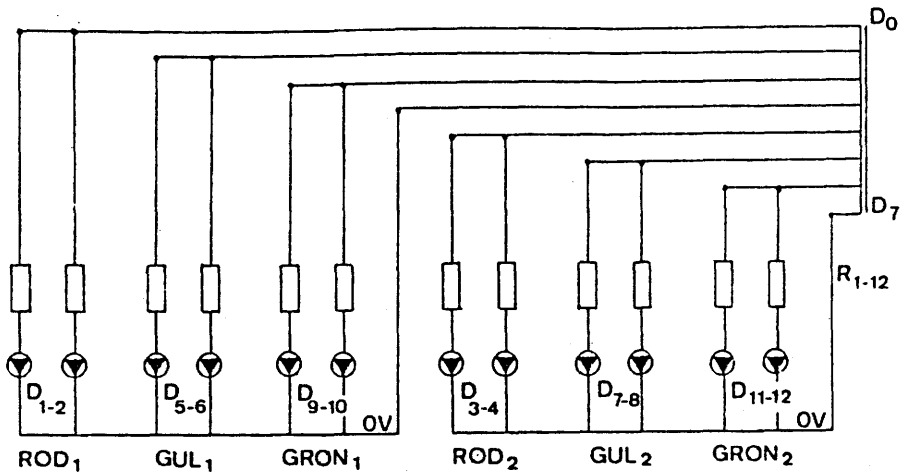 D0
D7
R1-12
D1-2
D5-6
D9-10
0V
D3-4
D7-8
D11-12
0V
ROD1
GUL1
GRON1
ROD2
GUL2
GRON2